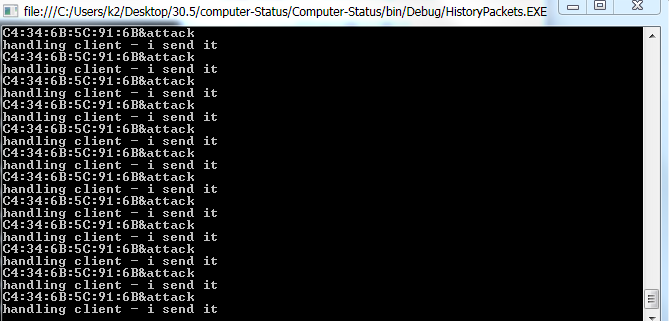 file:///C:/Users/k2/Desktop/30.5/computer-Status/Computer-Status/bin/Debug/HistoryPackets.EXE
C4:34:6B:5C:91:6B&attack
handling client - i send it
C4:34:6B:5C:91:6B&attack
handling client - i send it
C4:34:6B:5C:91:6B&attack
handling client - i send it
C4:34:6B:5C:91:6B&attack
handling client - i send it
C4:34:6B:5C:91:6B&attack
handling client - i send it
C4:34:6B:5C:91:6B&attack
handling client - i send it
C4:34:6B:5C:91:6B&attack
handling client - i send it
C4:34:6B:5C:91:6B&attack
handling client - i send it
C4:34:6B:5C:91:6B&attack
handling client - i send it
C4:34:6B:5C:91:6B&attack
handling client - i send it
C4:34:6B:5C:91:6B&attack
handling client - i send it
C4:34:6B:5C:91:6B&attack
handling client - i send it